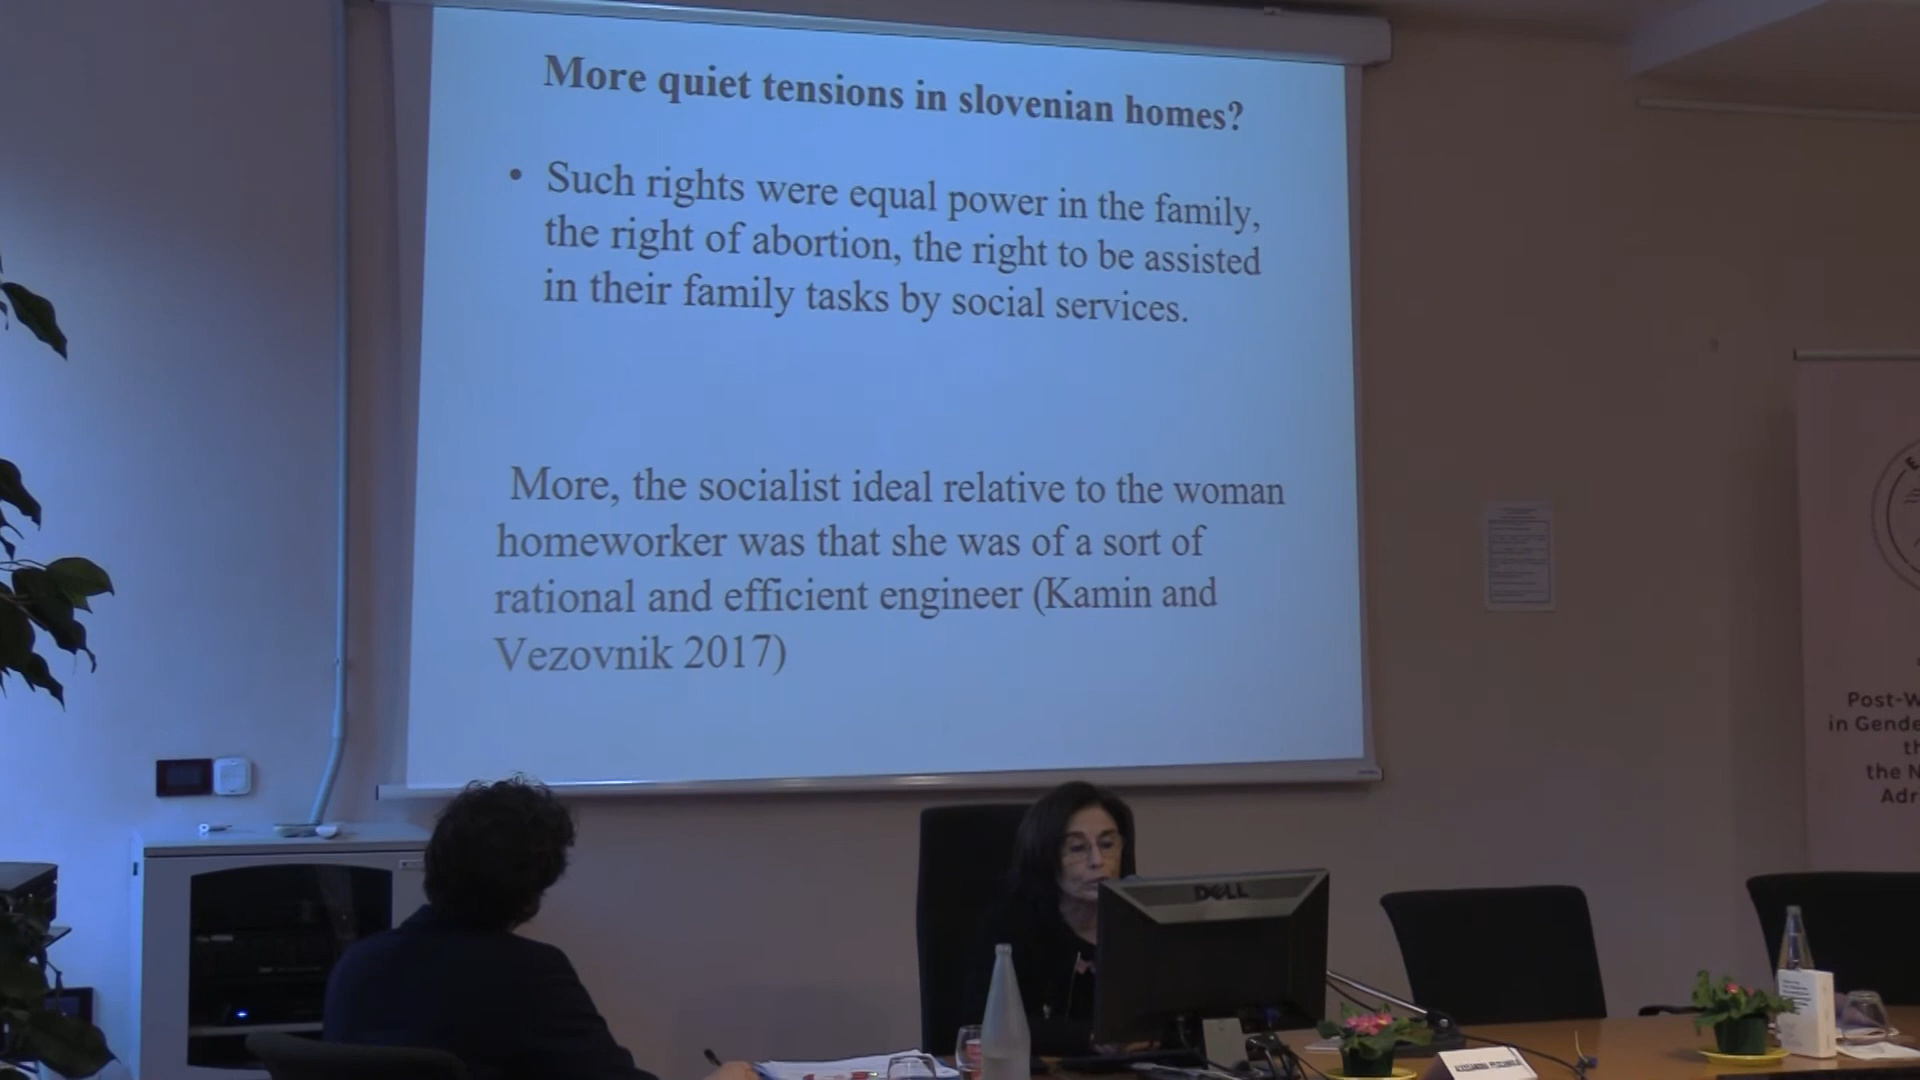 More quiet tensions in slovenian homes?
• Such rights were equal power in the family,
the right of abortion, the right to be assisted
in their family tasks by social services.
More, the socialist ideal relative to the woman
homeworker was that she was of a sort of
rational and efficient engineer (Kamin and
Vezovnik 2017)
Post-W
in Gende
th
the N
Adr
DELL